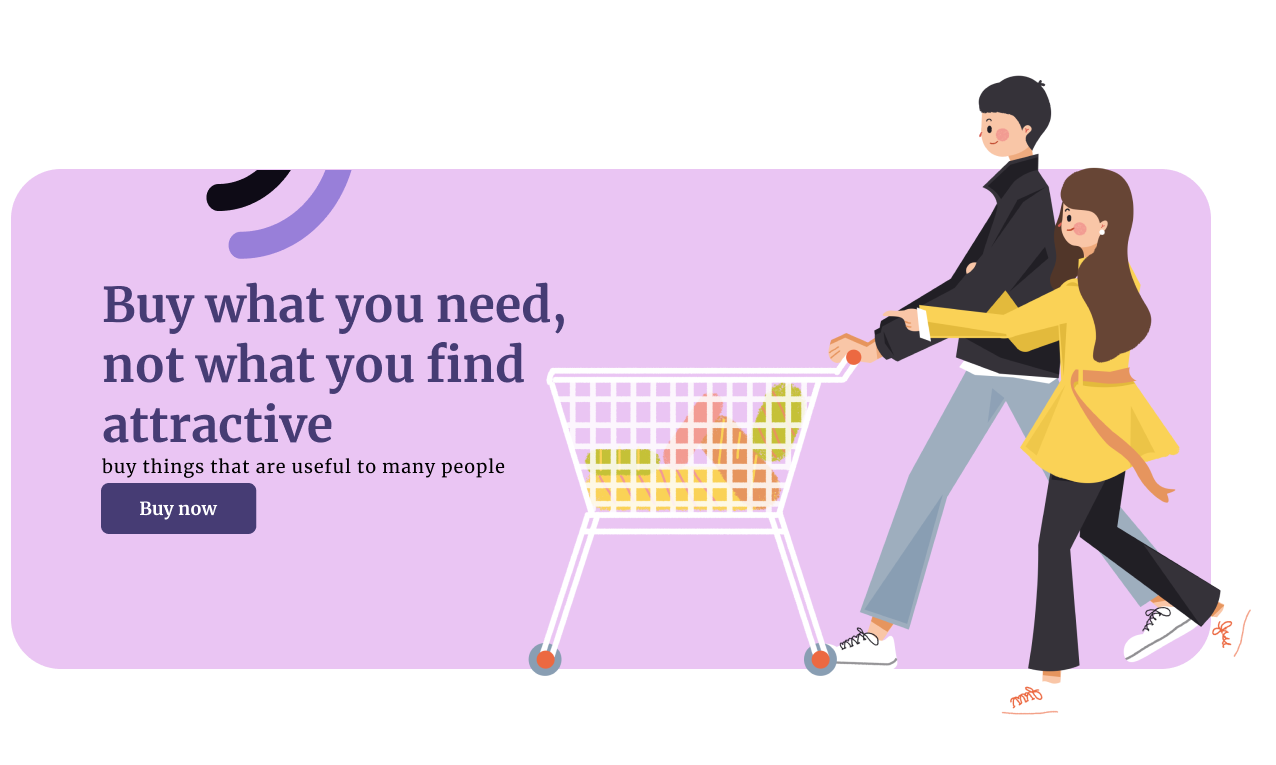 Buy what you need,
not what you find
attractive
buy things that are useful to many people
Buy now